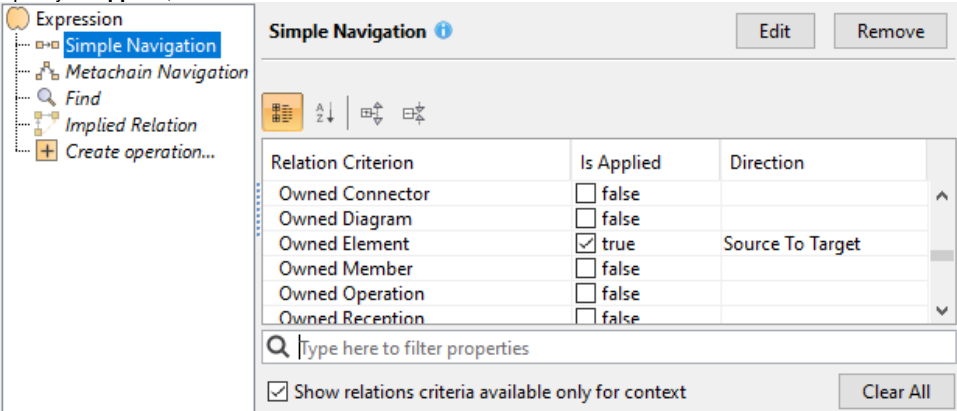 Expression
Simple Navigation
Metachain Navigation
Find
Implied Relation
Create operation...
Simple Navigation
Edit
Remove
Relation Criterion Is Applied Direction
Owned Connector false
Owned Diagram false
Owned Element true Source To Target
Owned Member false
Owned Operation false
Owned Reception false
Type here to filter properties
Show relations criteria available only for context
Clear All